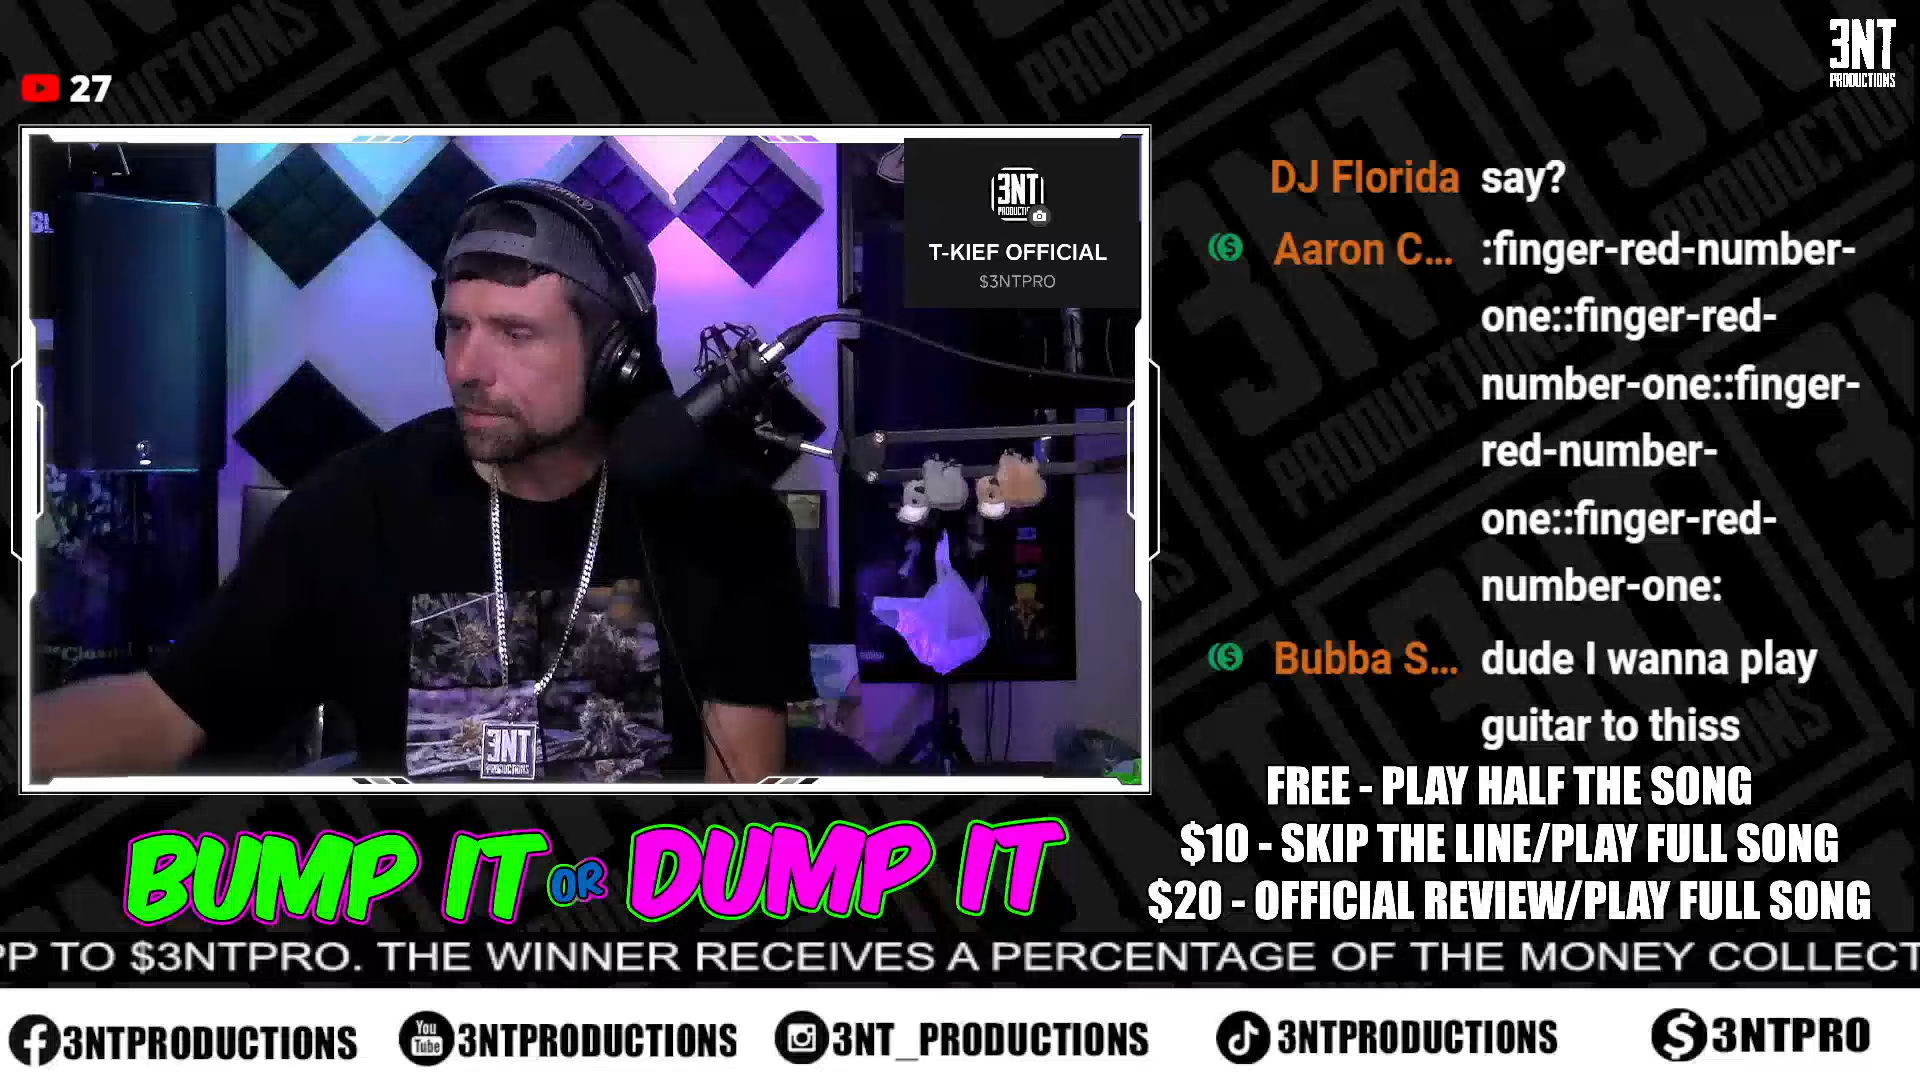 3NT
PRODUCTIONS
27
3NT
T-KIEF OFFICIAL
$3NTPRO
DJ Florida say?
Aaron C... :finger-red-number-
one::finger-red-
number-one::finger-
red-number-
one::finger-red-
number-one:
Bubba S... dude I wanna play
guitar to thiss
3NT
PRODUCTIONS
FREE - PLAY HALF THE SONG
$10 - SKIP THE LINE/PLAY FULL SONG
$20 - OFFICIAL REVIEW/PLAY FULL SONG
BUMP IT OR DUMP IT
PP TO $3NTPRO. THE WINNER RECEIVES A PERCENTAGE OF THE MONEY COLLECT
3NTPRODUCTIONS You Tube 3NTPRODUCTIONS 3NT_PRODUCTIONS 3NTPRODUCTIONS $ 3NTPRO